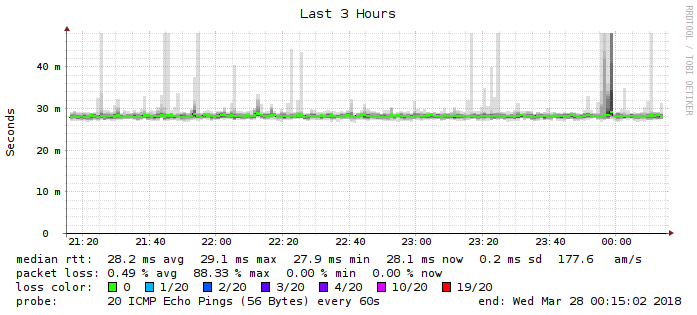 Last 3 Hours
RRDTOOL / TOBI OETIKER
Seconds
40 m
30 m
20 m
10 m
0
21:20 21:40 22:00 22:20 22:40 23:00 23:20 23:40 00:00
median rtt: 28.2 ms avg 29.1 ms max 27.9 ms min 28.1 ms now 0.2 ms sd 177.6 am/s
packet loss: 0.49 % avg 88.33 % max 0.00 % min 0.00 % now
loss color: 0 1/20 2/20 3/20 4/20 10/20 19/20
probe: 20 ICMP Echo Pings (56 Bytes) every 60s end: Wed Mar 28 00:15:02 2018